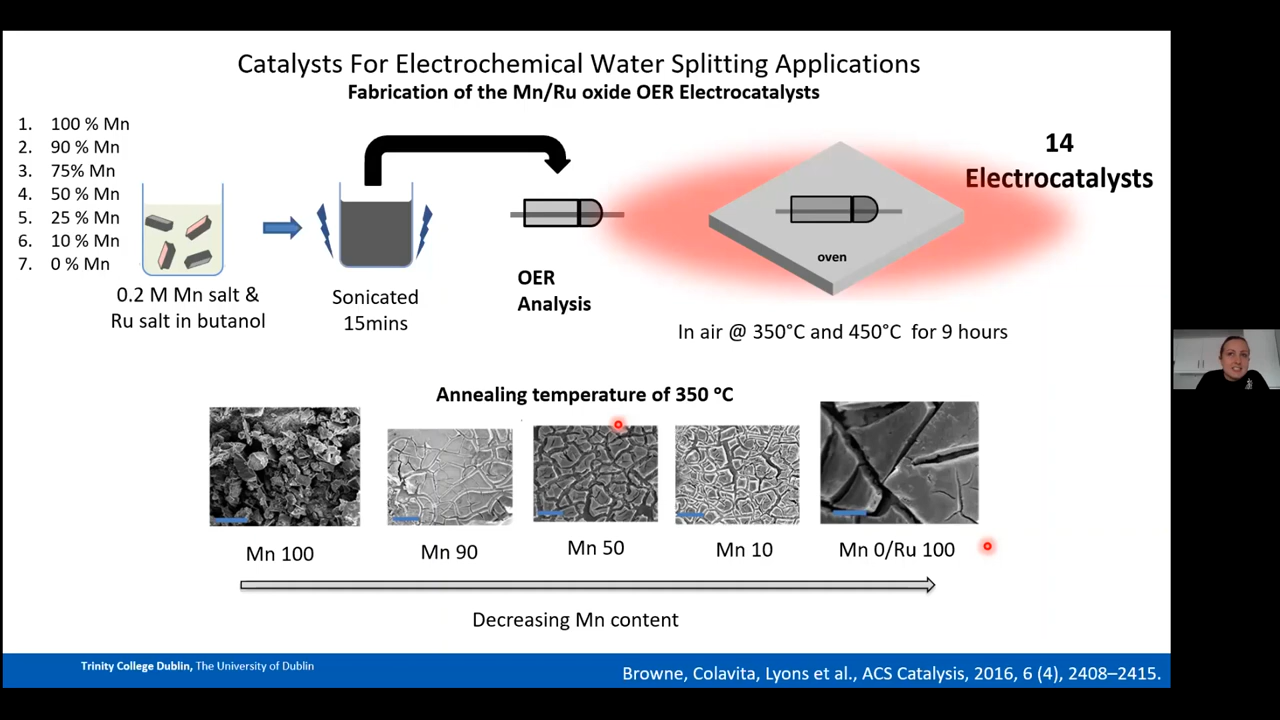 Catalysts For Electrochemical Water Splitting Applications
Fabrication of the Mn/Ru oxide OER Electrocatalysts
1. 100 % Mn
2. 90 % Mn
3. 75% Mn
4. 50 % Mn
5. 25 % Mn
6. 10 % Mn
7. 0 % Mn
0.2 M Mn salt &
Ru salt in butanol
Sonicated
15mins
OER
Analysis
oven
14
Electrocatalysts
In air @ 350°C and 450°C for 9 hours
Annealing temperature of 350 °C
Mn 100
Mn 90
Mn 50
Mn 10
Mn 0/Ru 100
Decreasing Mn content
Trinity College Dublin, The University of Dublin
Browne, Colavita, Lyons et al., ACS Catalysis, 2016, 6 (4), 2408–2415.